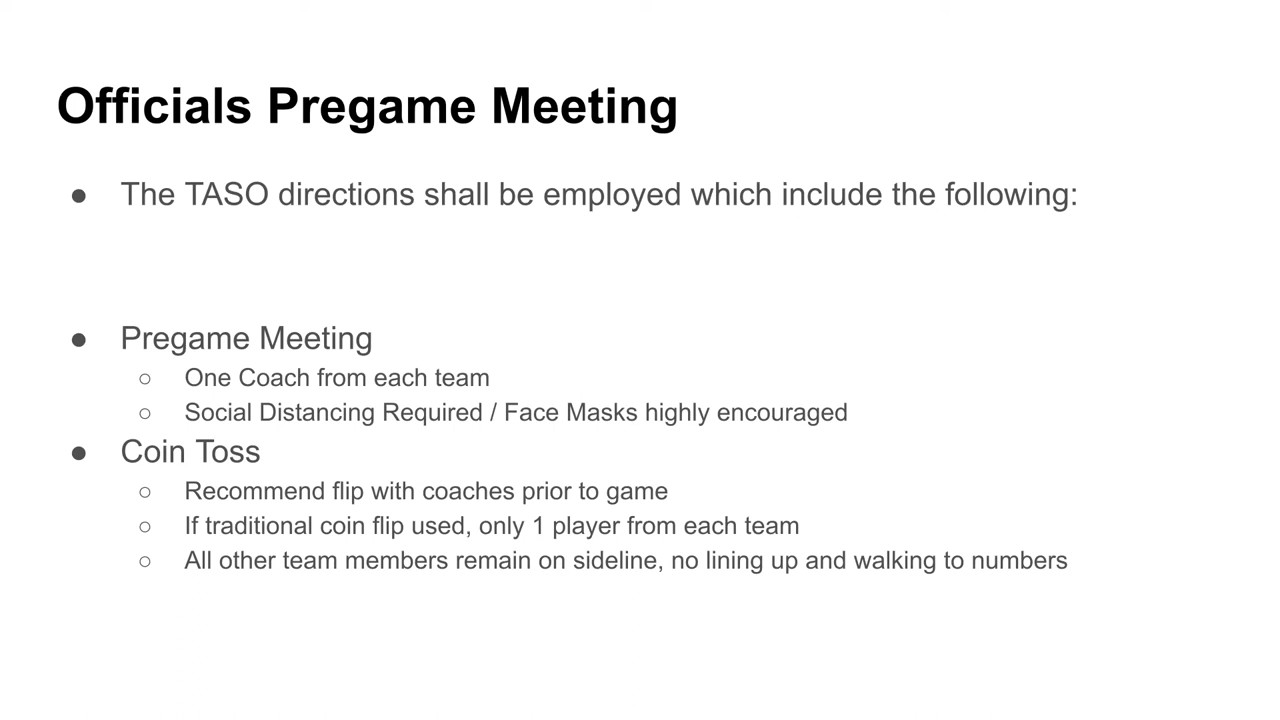 Officials Pregame Meeting
● The TASO directions shall be employed which include the following:
● Pregame Meeting
○ One Coach from each team
○ Social Distancing Required / Face Masks highly encouraged
● Coin Toss
○ Recommend flip with coaches prior to game
○ If traditional coin flip used, only 1 player from each team
○ All other team members remain on sideline, no lining up and walking to numbers